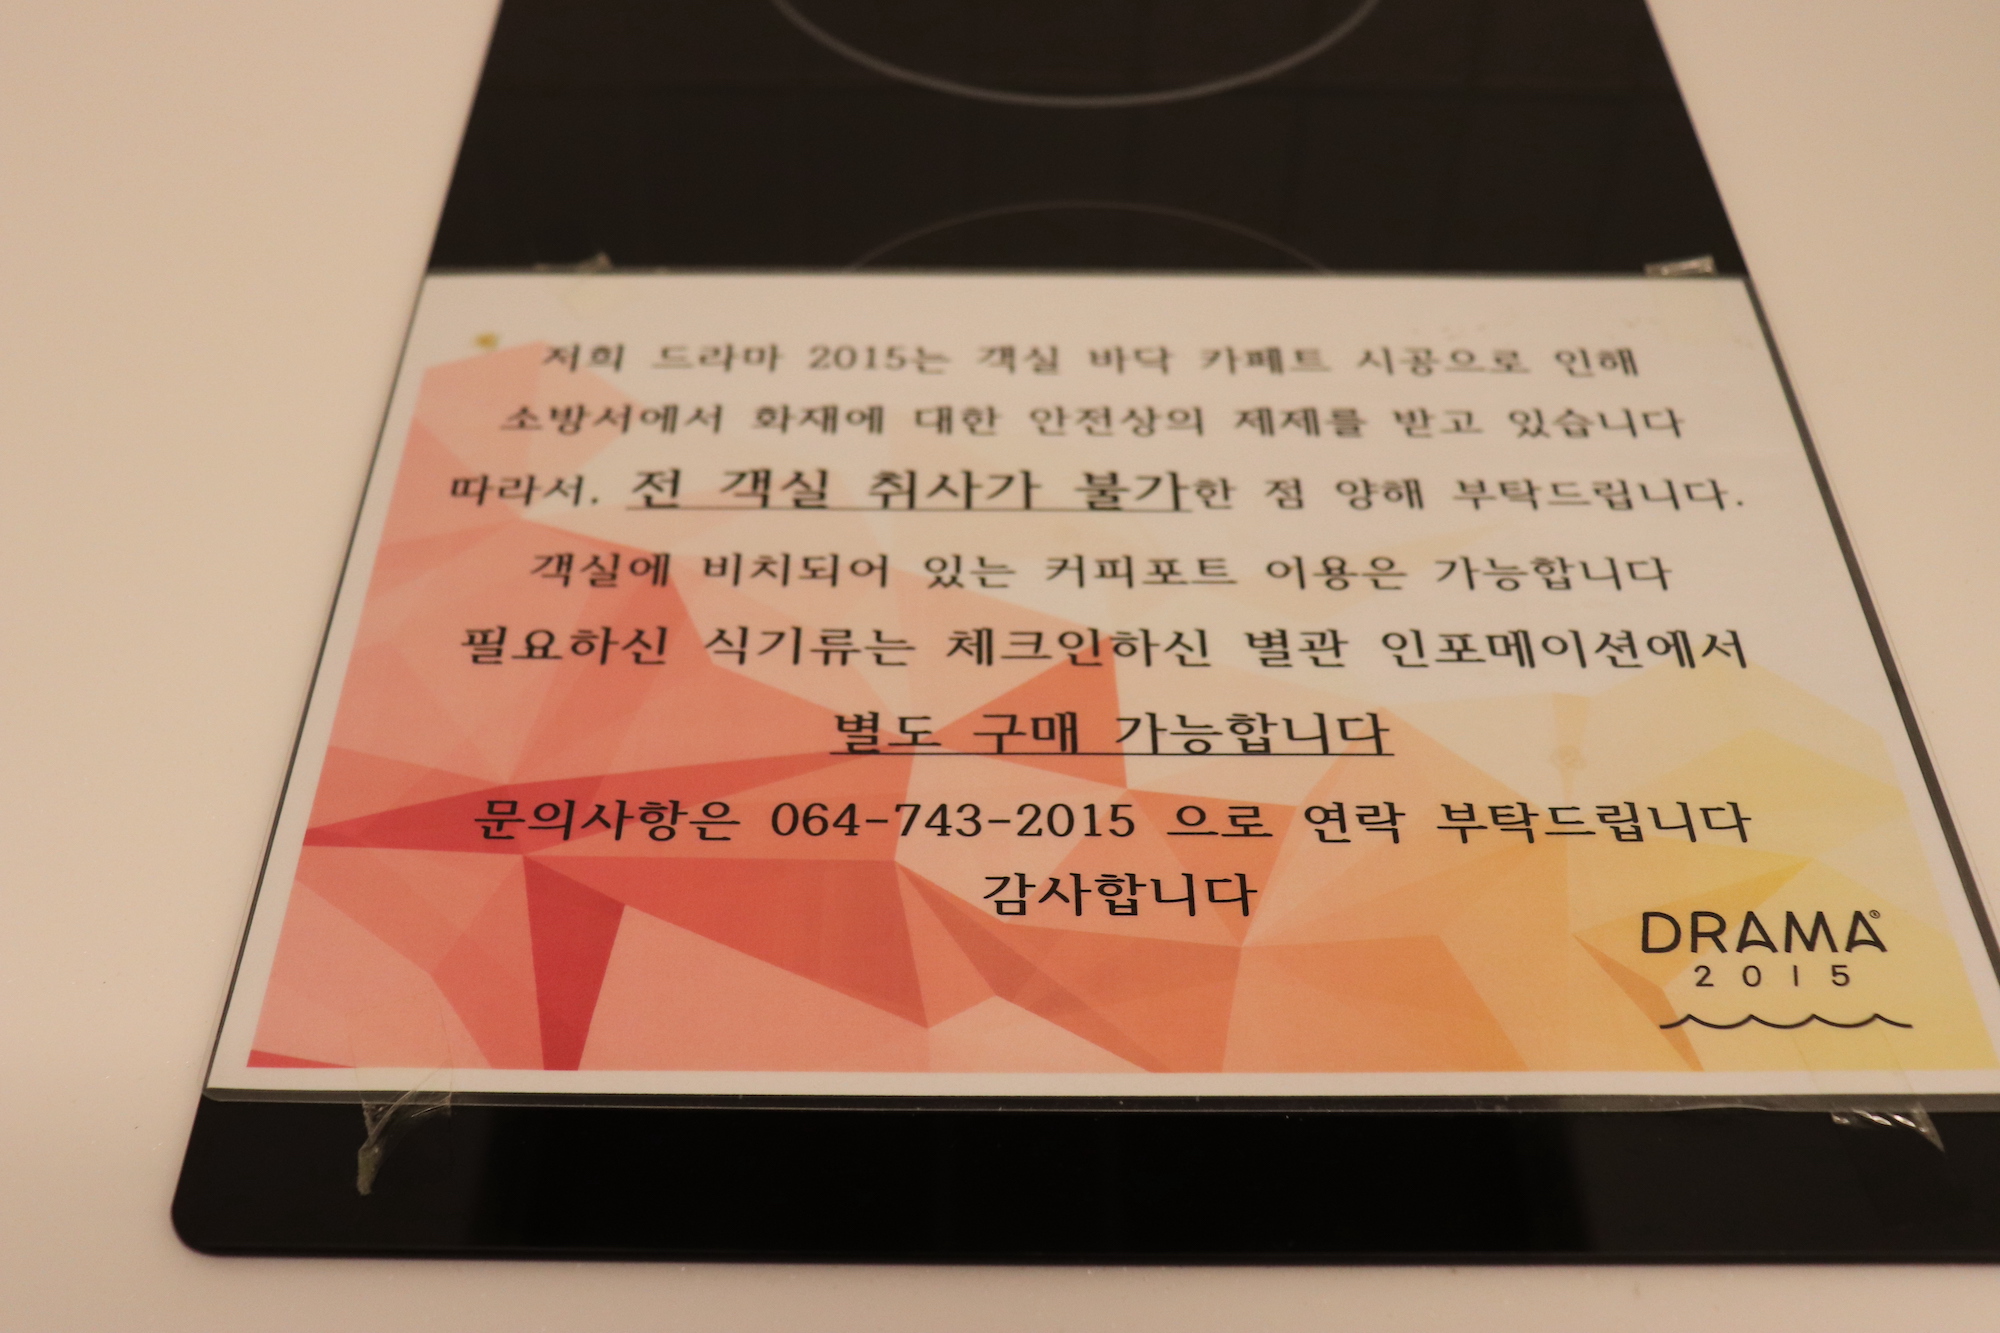 저희 드라마 2015는 객실 바닥 카페트 시공으로 인해
소방서에서 화재에 대한 안전상의 제제를 받고 있습니다
따라서, 전 객실 취사가 불가한 점 양해 부탁드립니다.
객실에 비치되어 있는 커피포트 이용은 가능합니다
필요하신 식기류는 체크인하신 별관 인포메이션에서
별도 구매 가능합니다
문의사항은 064-743-2015 으로 연락 부탁드립니다
감사합니다
DRAMA®
2015